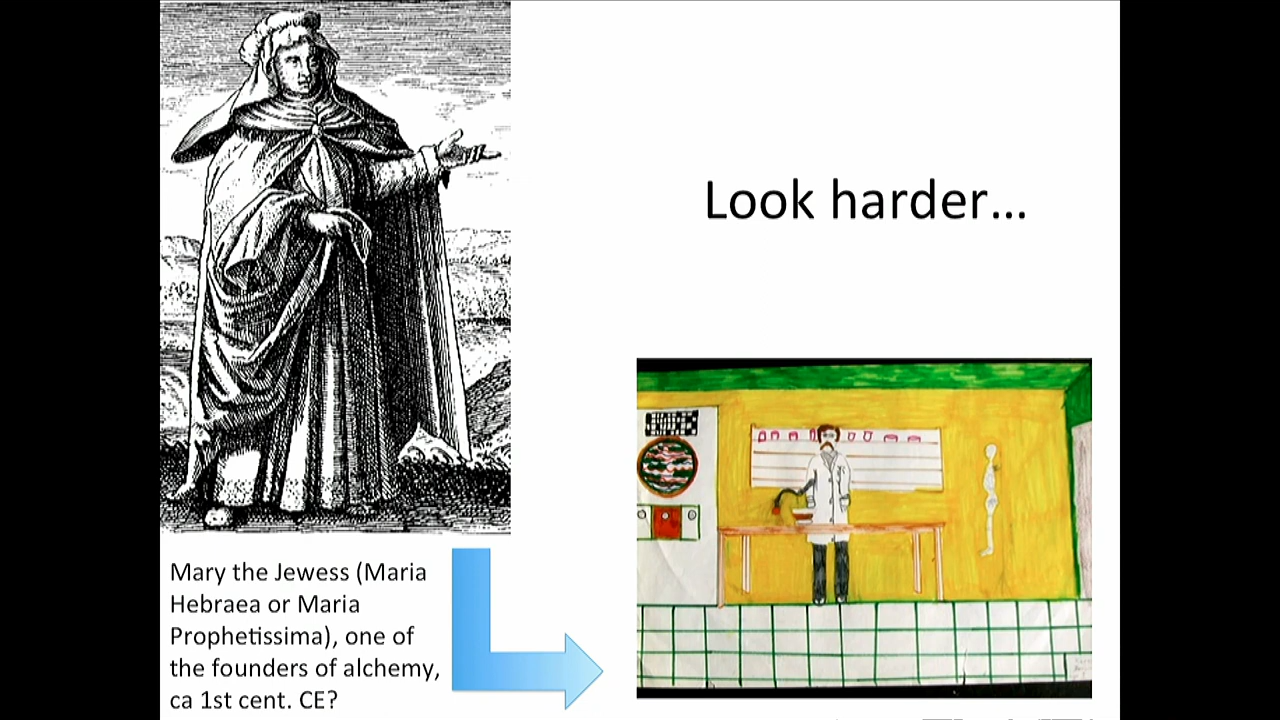 Look harder...
Mary the Jewess (Maria
Hebraea or Maria
Prophetissima), one of
the founders of alchemy,
ca 1st cent. CE?